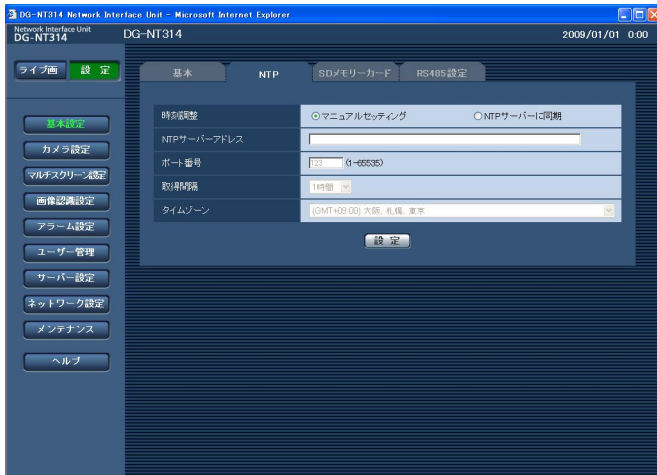 DG-NT314 Network Interface Unit - Microsoft Internet Explorer
Network Interface Unit
DG-NT314
DG-NT314
2009/01/01 0:00
ライブ画 設 定
基本
NTP
SDメモリーカード
RS485設定
基本設定
カメラ設定
マルチスクリーン設定
画像認識設定
アラーム設定
ユーザー管理
サーバー設定
ネットワーク設定
メンテナンス
ヘルプ
時刻調整 マニュアルセッティング NTPサーバーに同期
NTPサーバーアドレス
ポート番号 123 (1-65535)
取得間隔 1時間
タイムゾーン (GMT+09:00) 大阪, 札幌, 東京
設 定